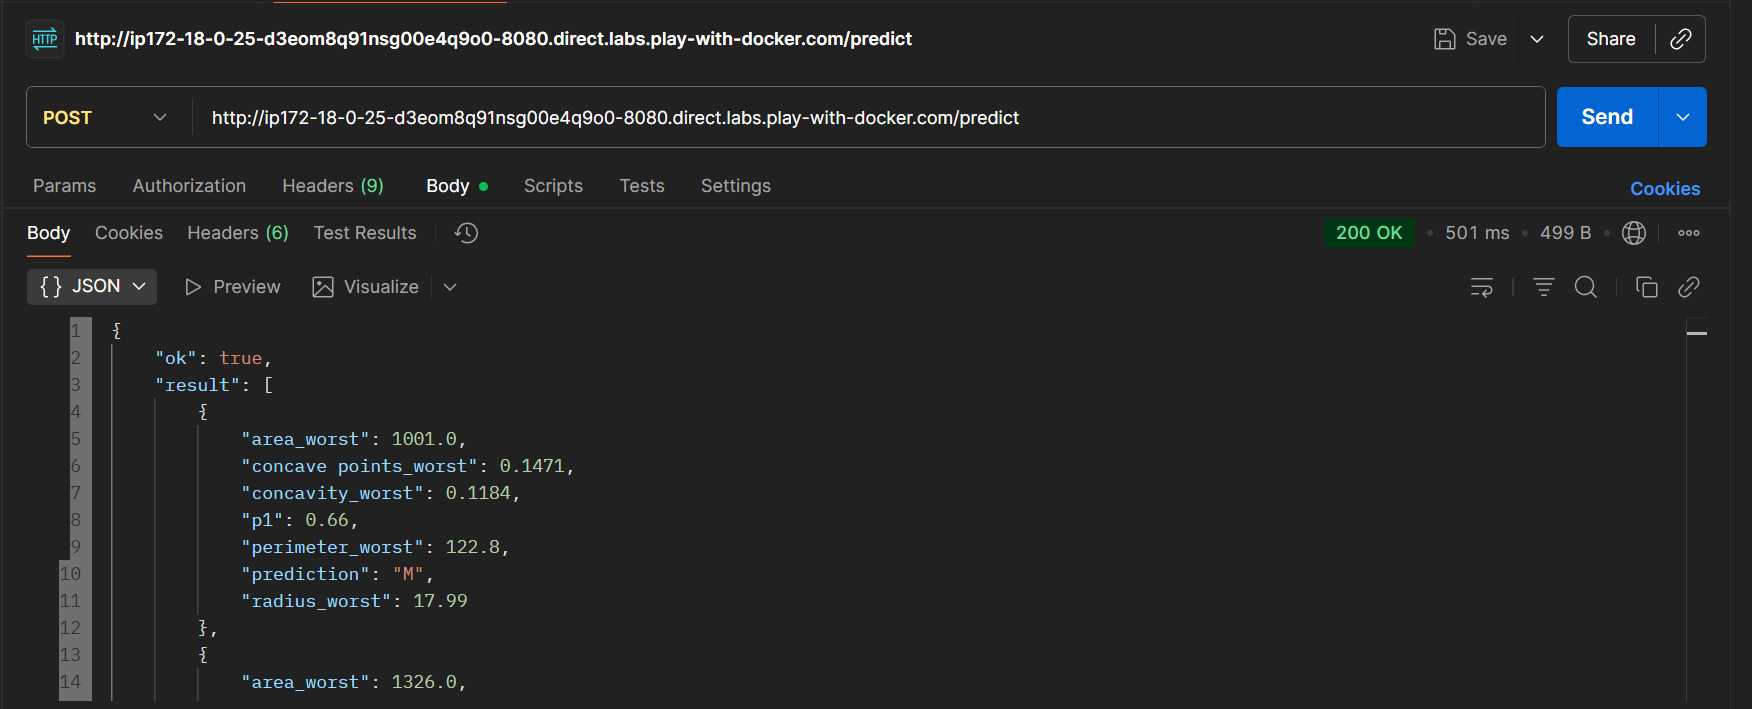 HTTP http://ip172-18-0-25-d3eom8q91nsg00e4q9o0-8080.direct.labs.play-with-docker.com/predict Save Share
POST http://ip172-18-0-25-d3eom8q91nsg00e4q9o0-8080.direct.labs.play-with-docker.com/predict Send
Params Authorization Headers (9) Body Scripts Tests Settings Cookies
Body Cookies Headers (6) Test Results 200 OK 501 ms 499 B
{} JSON Preview Visualize
1 {
2 "ok": true,
3 "result": [
4 {
5 "area_worst": 1001.0,
6 "concave points_worst": 0.1471,
7 "concavity_worst": 0.1184,
8 "p1": 0.66,
9 "perimeter_worst": 122.8,
10 "prediction": "M",
11 "radius_worst": 17.99
12 },
13 {
14 "area_worst": 1326.0,